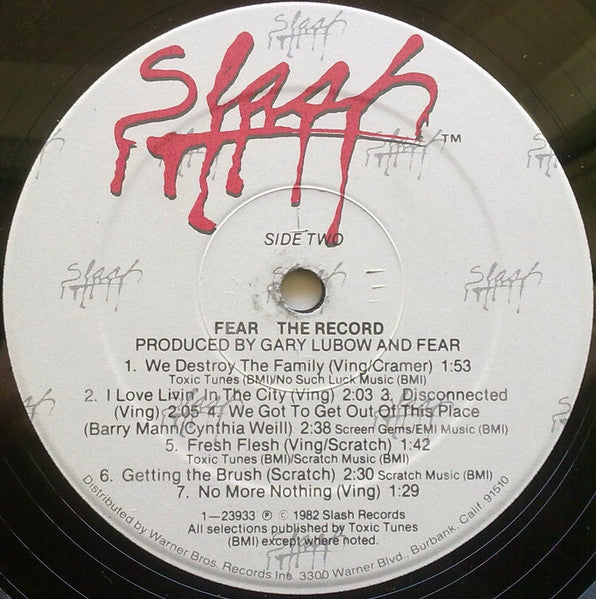 Slash
Slash
TM
Slash
SIDE TWO
Slash
Slash
FEAR THE RECORD
PRODUCED BY GARY LUBOW AND FEAR
1. We Destroy The Family (Ving/Cramer) 1:53
Toxic Tunes (BMI)/No Such Luck Music (BMI)
2. I Love Livin' In The City (Ving) 2:03 3. Disconnected
(Ving) 2:05 4. We Got To Get Out Of This Place
(Barry Mann/Cynthia Weill) 2:38 Screen Gems/EMI Music (BMI)
5. Fresh Flesh (Ving/Scratch) 1:42
Toxic Tunes (BMI)/Scratch Music (BMI)
6. Getting the Brush (Scratch) 2:30 Scratch Music (BMI)
7. No More Nothing (Ving) 1:29
1—23933 ℗ © 1982 Slash Records
All selections published by Toxic Tunes
(BMI) except where noted.
Slash
Distributed by Warner Bros. Records Inc. 3300 Warner Blvd., Burbank, Calif. 91510